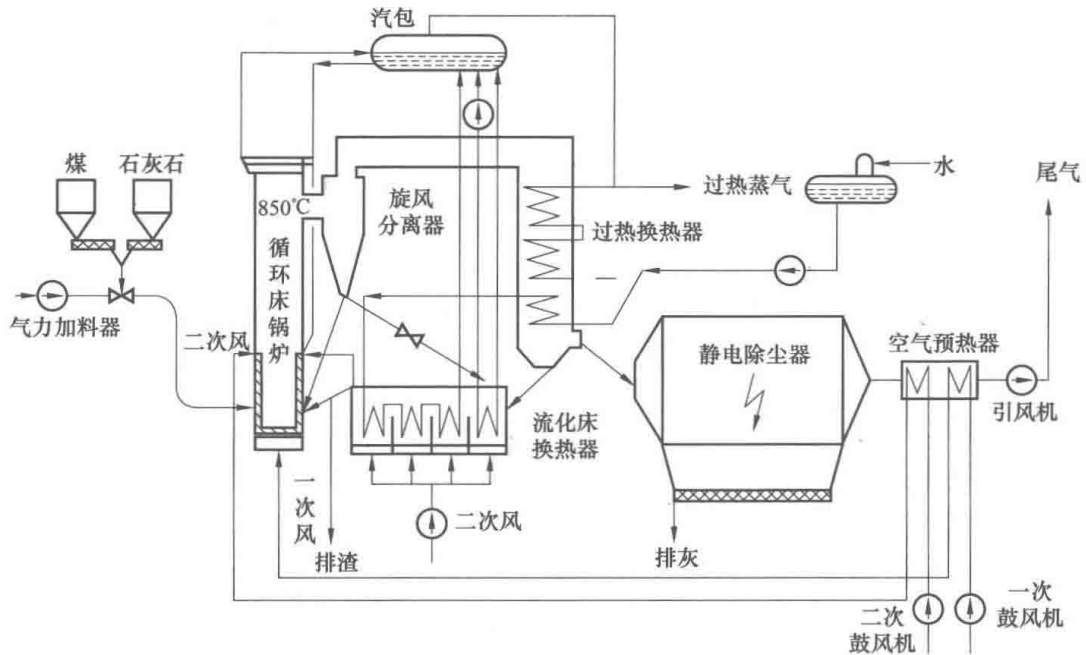 汽包
煤
石灰石
水
尾气
850℃
旋风
分离器
过热蒸气
过热换热器
循环床锅炉
气力加料器
二次风
静电除尘器
空气预热器
引风机
流化床
换热器
一次风
二次风
排渣
排灰
二次
鼓风机
一次
鼓风机